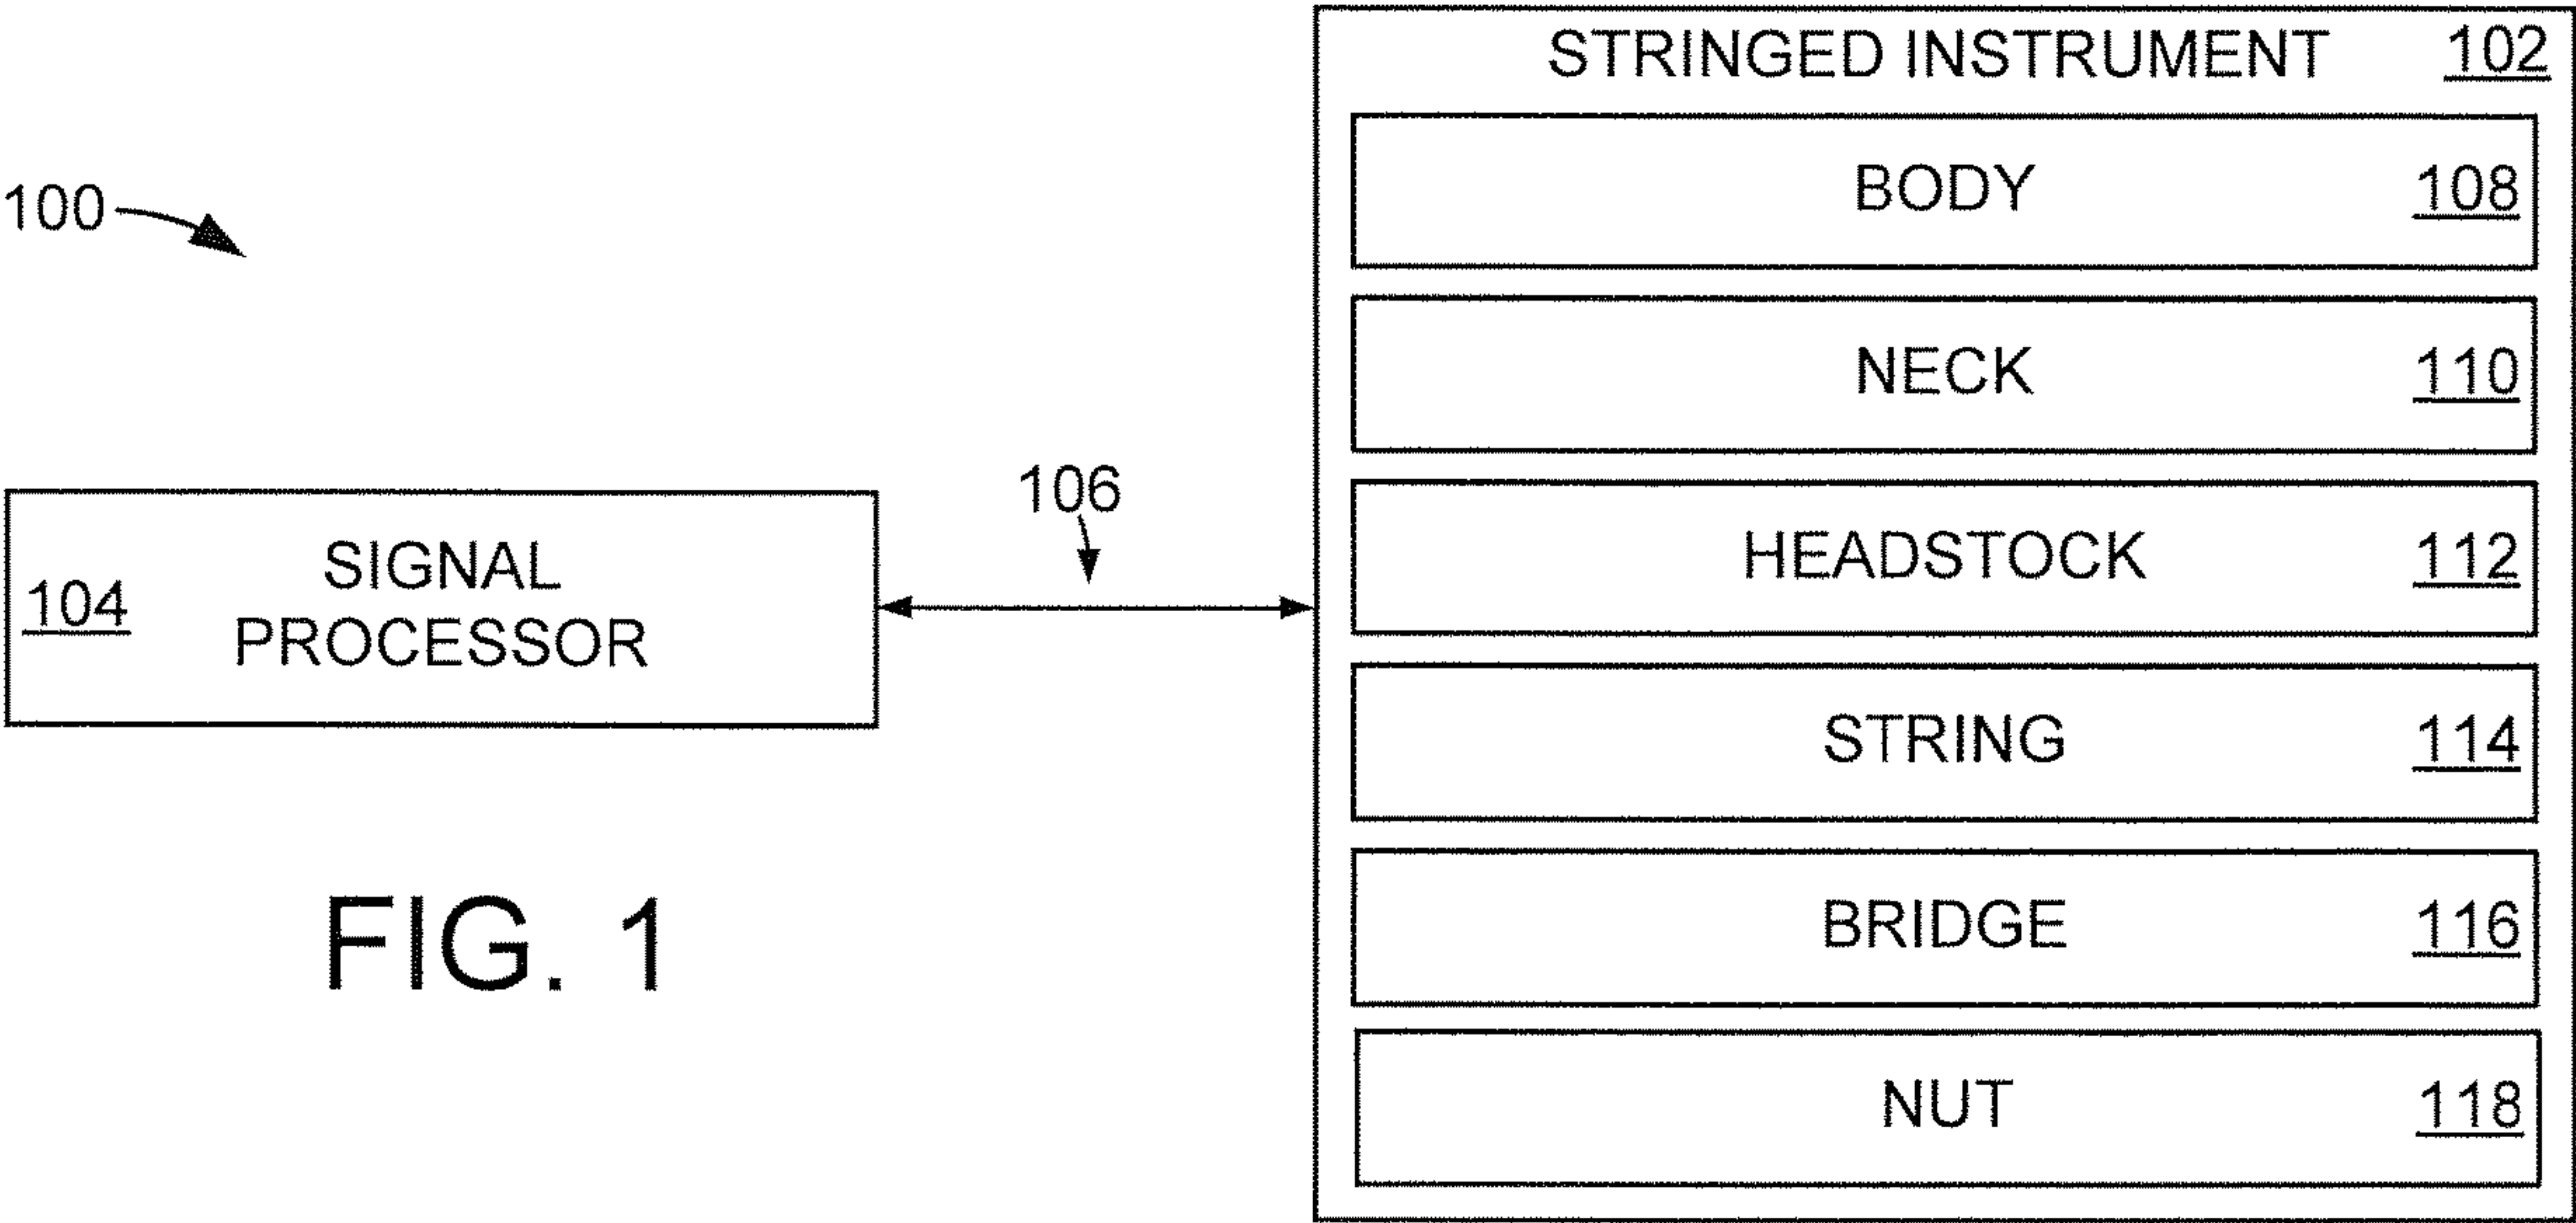 STRINGED INSTRUMENT 102
BODY 108
100
NECK 110
106
HEADSTOCK 112
SIGNAL
104
PROCESSOR
STRING 114
BRIDGE 116
FIG. 1
NUT 118